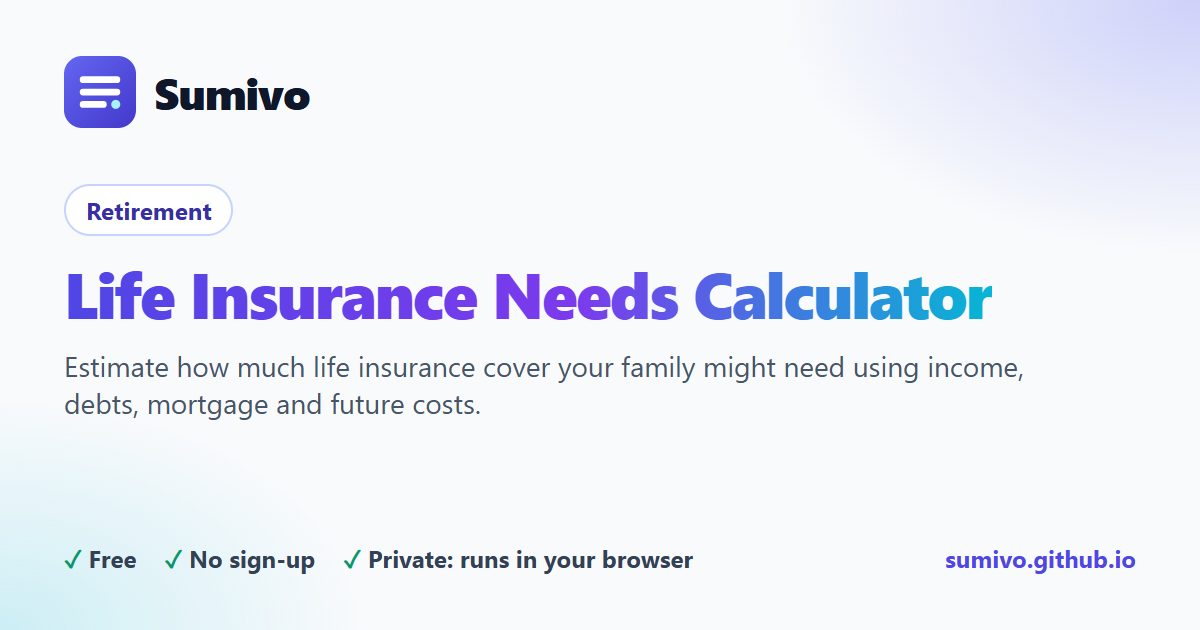 Sumivo
Retirement
Life Insurance Needs Calculator
Estimate how much life insurance cover your family might need using income,
debts, mortgage and future costs.
✓ Free ✓ No sign-up ✓ Private: runs in your browser sumivo.github.io